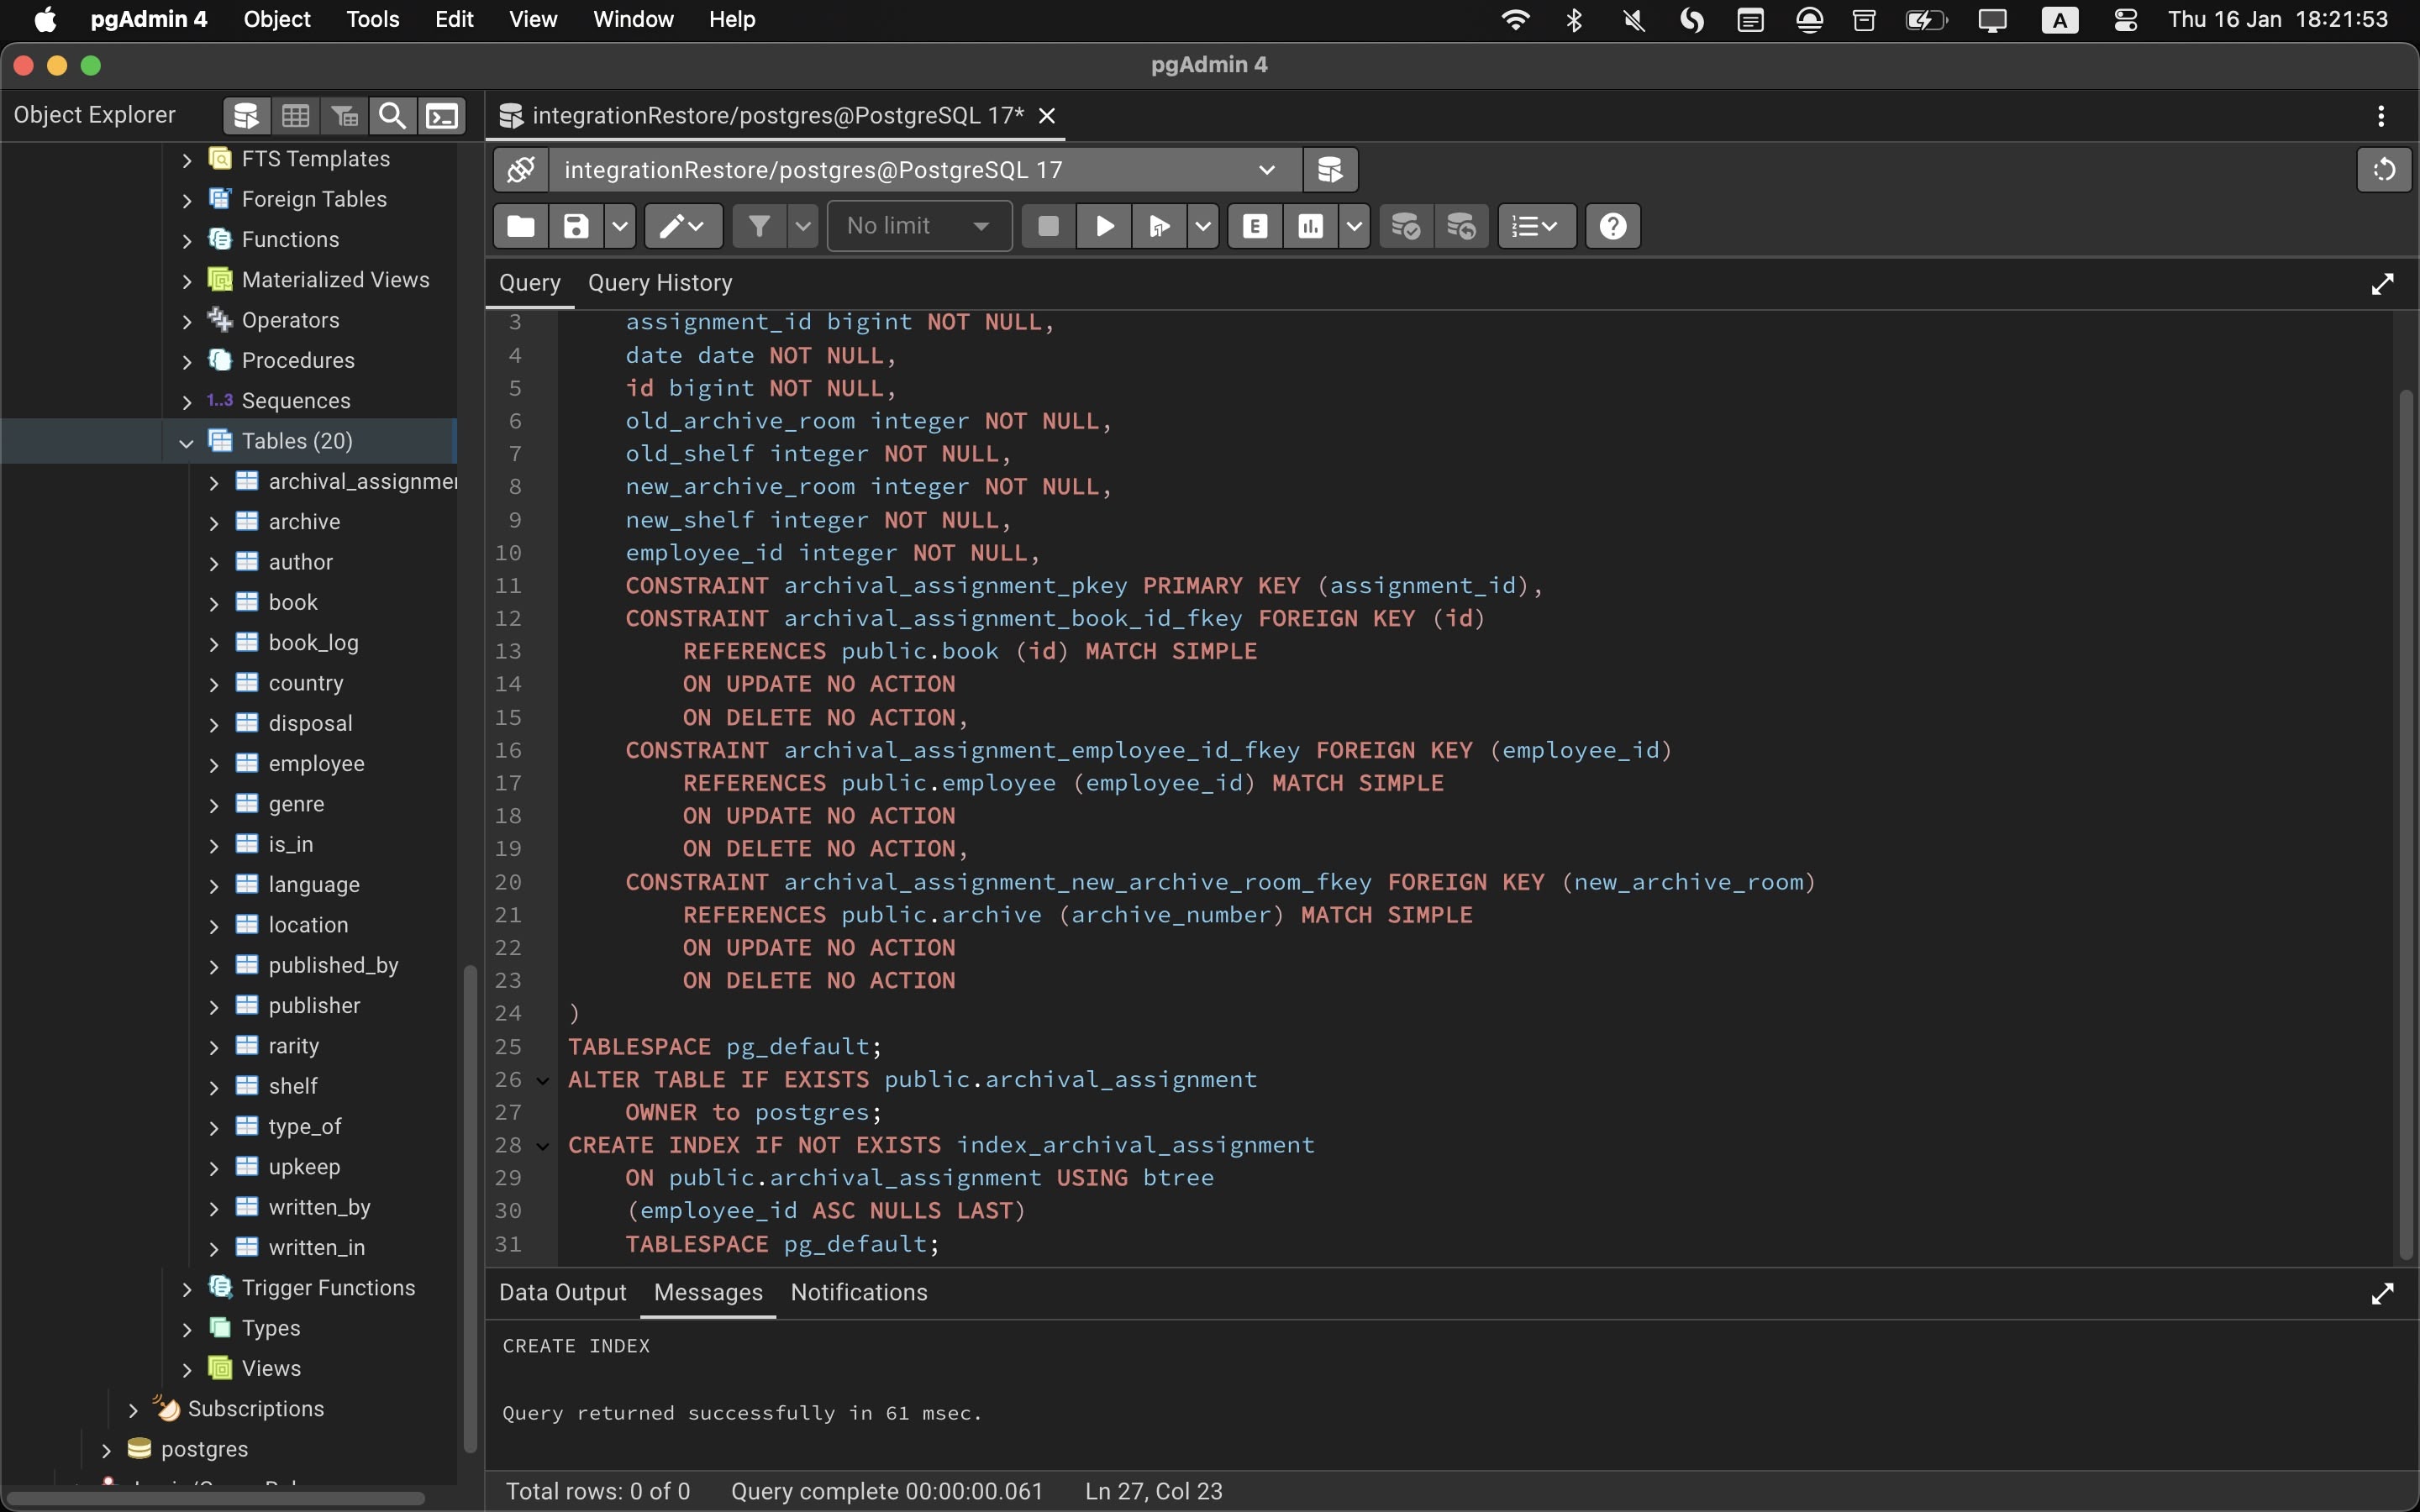 pgAdmin 4 Object Tools Edit View Window Help A Thu 16 Jan 18:21:53
pgAdmin 4
Object Explorer
FTS Templates
Foreign Tables
Functions
Materialized Views
Operators
Procedures
1..3 Sequences
Tables (20)
archival_assignmen
archive
author
book
book_log
country
disposal
employee
genre
is_in
language
location
published_by
publisher
rarity
shelf
type_of
upkeep
written_by
written_in
Trigger Functions
Types
Views
Subscriptions
postgres
integrationRestore/postgres@PostgreSQL 17*
integrationRestore/postgres@PostgreSQL 17
No limit E
Query Query History
3 assignment_id bigint NOT NULL,
4 date date NOT NULL,
5 id bigint NOT NULL,
6 old_archive_room integer NOT NULL,
7 old_shelf integer NOT NULL,
8 new_archive_room integer NOT NULL,
9 new_shelf integer NOT NULL,
10 employee_id integer NOT NULL,
11 CONSTRAINT archival_assignment_pkey PRIMARY KEY (assignment_id),
12 CONSTRAINT archival_assignment_book_id_fkey FOREIGN KEY (id)
13 REFERENCES public.book (id) MATCH SIMPLE
14 ON UPDATE NO ACTION
15 ON DELETE NO ACTION,
16 CONSTRAINT archival_assignment_employee_id_fkey FOREIGN KEY (employee_id)
17 REFERENCES public.employee (employee_id) MATCH SIMPLE
18 ON UPDATE NO ACTION
19 ON DELETE NO ACTION,
20 CONSTRAINT archival_assignment_new_archive_room_fkey FOREIGN KEY (new_archive_room)
21 REFERENCES public.archive (archive_number) MATCH SIMPLE
22 ON UPDATE NO ACTION
23 ON DELETE NO ACTION
24 )
25 TABLESPACE pg_default;
26 ALTER TABLE IF EXISTS public.archival_assignment
27 OWNER to postgres;
28 CREATE INDEX IF NOT EXISTS index_archival_assignment
29 ON public.archival_assignment USING btree
30 (employee_id ASC NULLS LAST)
31 TABLESPACE pg_default;
Data Output Messages Notifications
CREATE INDEX
Query returned successfully in 61 msec.
Total rows: 0 of 0 Query complete 00:00:00.061 Ln 27, Col 23